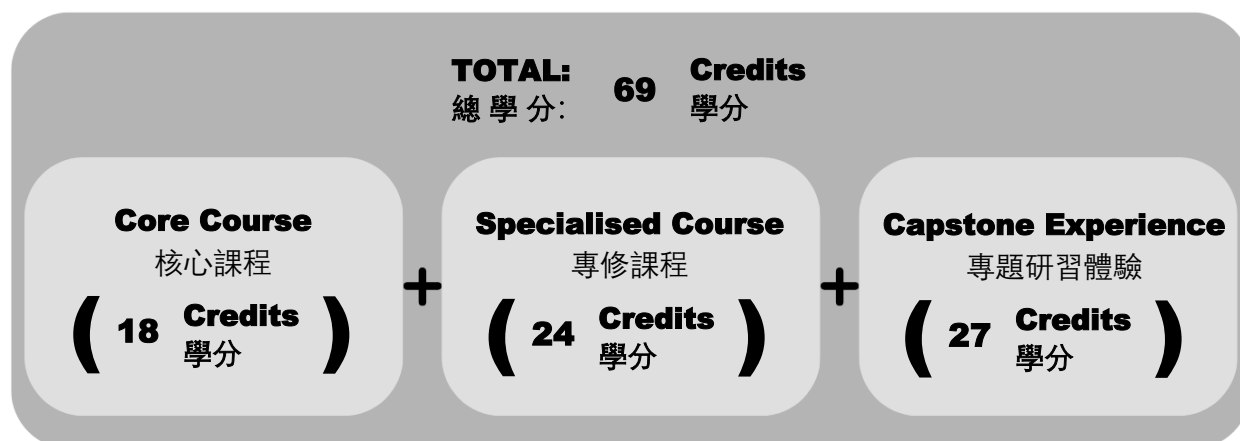 TOTAL: 69 Credits
總學分: 學分
Core Course
核心課程
( 18 Credits 學分 )
+
Specialised Course
專修課程
( 24 Credits 學分 )
+
Capstone Experience
專題研習體驗
( 27 Credits 學分 )